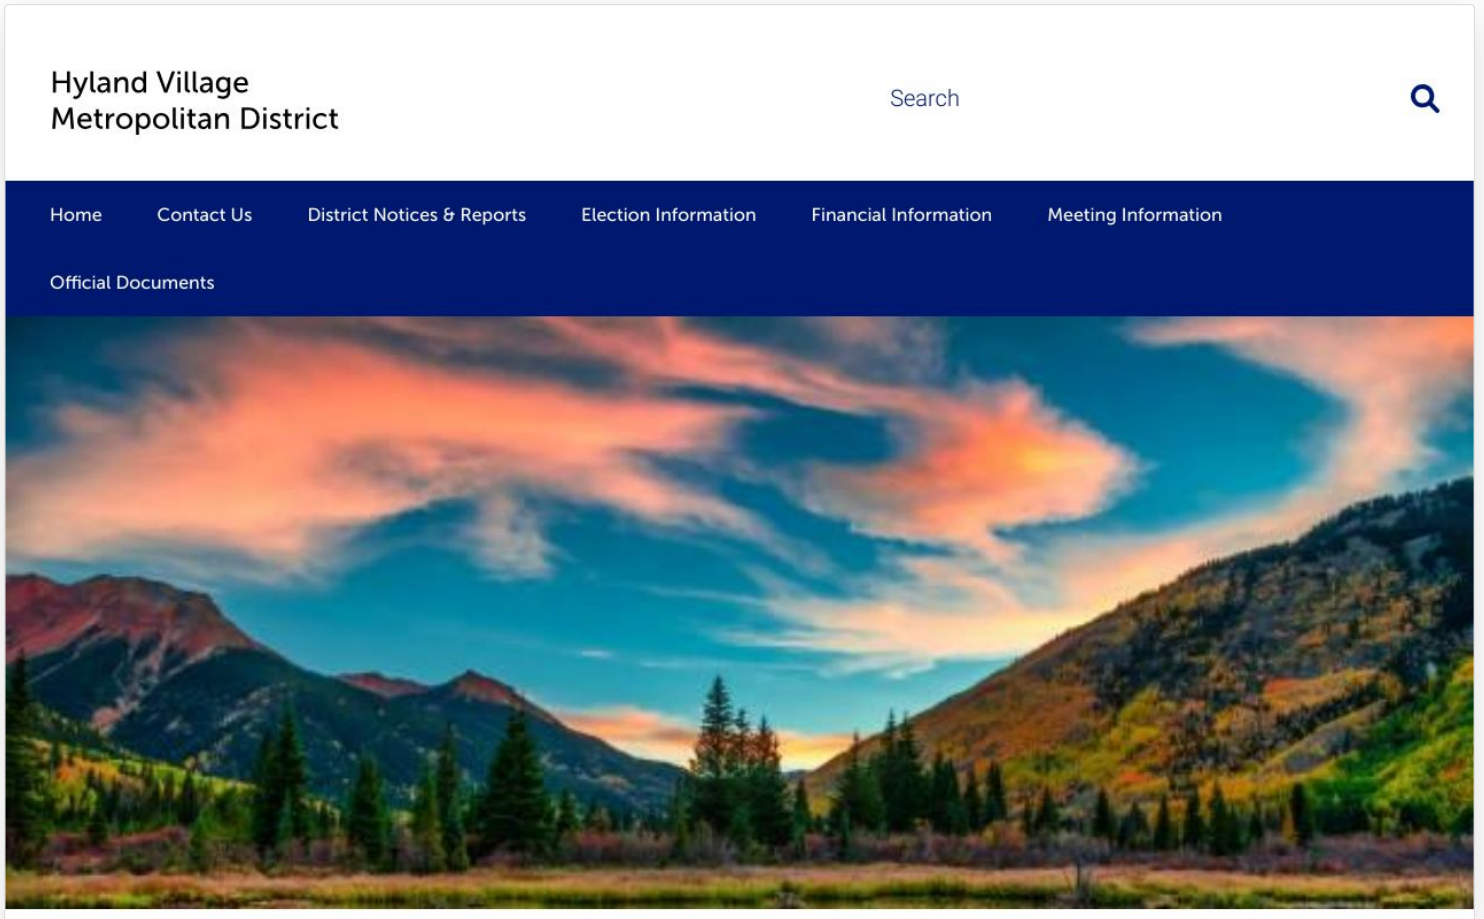 Hyland Village
Metropolitan District
Search
Home Contact Us District Notices & Reports Election Information Financial Information Meeting Information
Official Documents